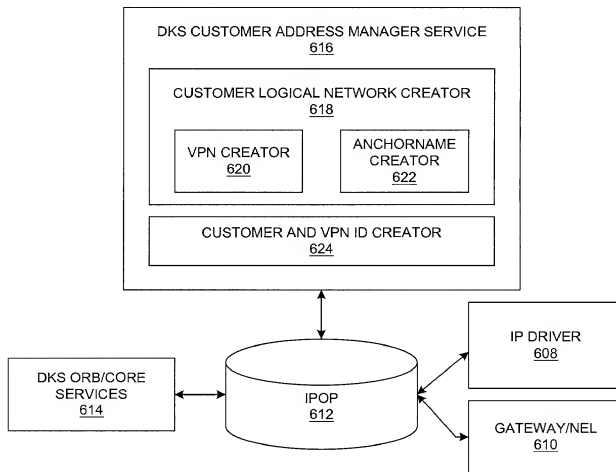 DKS CUSTOMER ADDRESS MANAGER SERVICE
616
CUSTOMER LOGICAL NETWORK CREATOR
618
VPN CREATOR
620
ANCHORNAME
CREATOR
622
CUSTOMER AND VPN ID CREATOR
624
IP DRIVER
608
DKS ORB/CORE
SERVICES
614
IPOP
612
GATEWAY/NEL
610